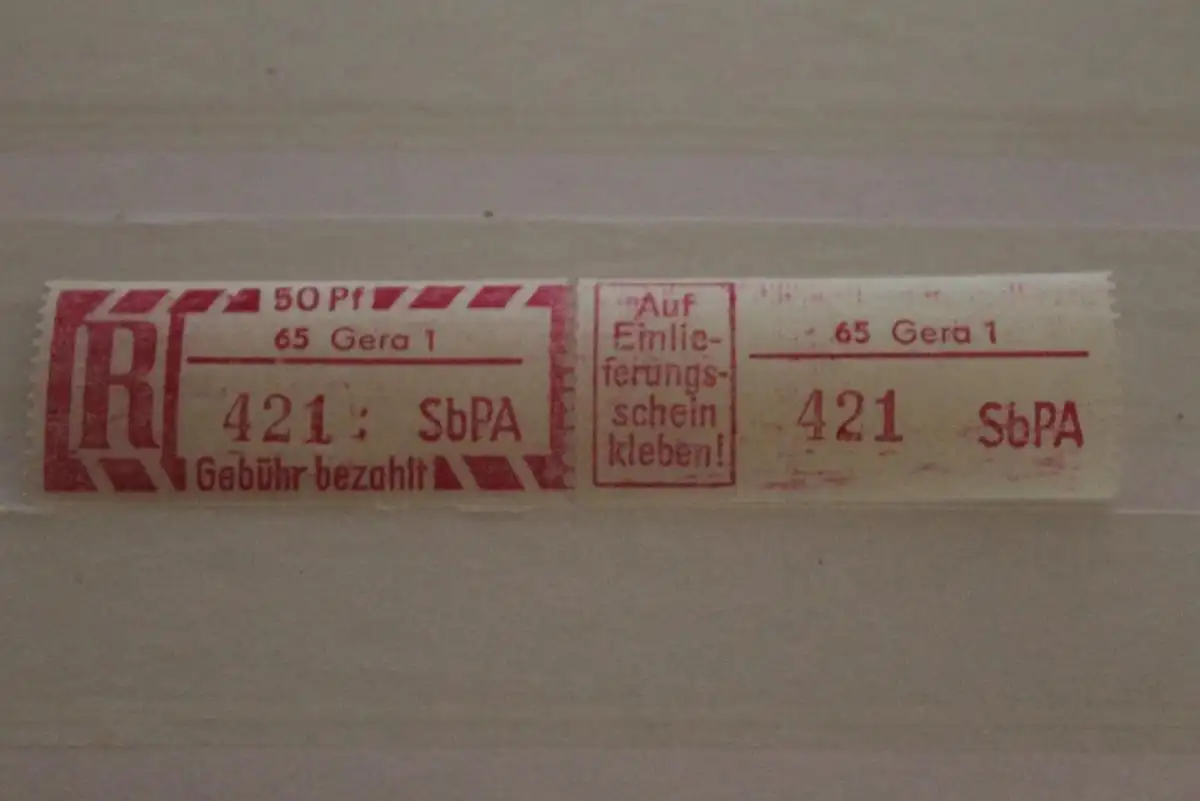 50 Pf
R
65 Gera 1
421 SbPA
Gebühr bezahlt
Auf
Einlie-
ferungs-
schein
kleben!
65 Gera 1
421 SbPA